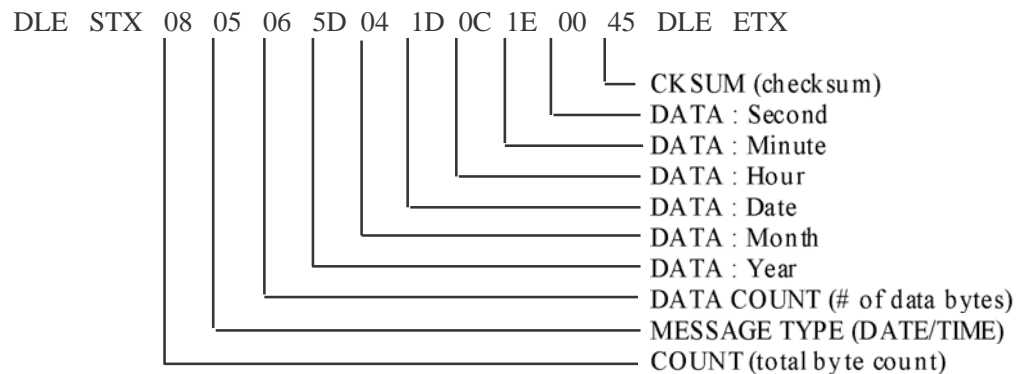 DLE STX 08 05 06 5D 04 1D 0C 1E 00 45 DLE ETX
CKSUM (checksum)
DATA : Second
DATA : Minute
DATA : Hour
DATA : Date
DATA : Month
DATA : Year
DATA COUNT (# of data bytes)
MESSAGE TYPE (DATE/TIME)
COUNT (total byte count)